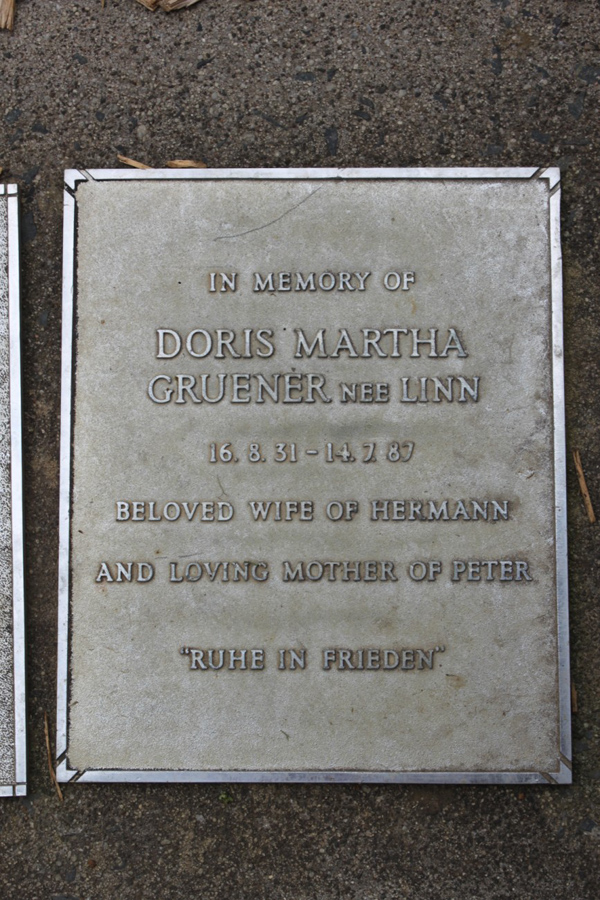 IN MEMORY OF
DORIS MARTHA
GRUENER NEE LINN
16.8.31-14.7.87
BELOVED WIFE OF HERMANN
AND LOVING MOTHER OF PETER
"RUHE IN FRIEDEN"